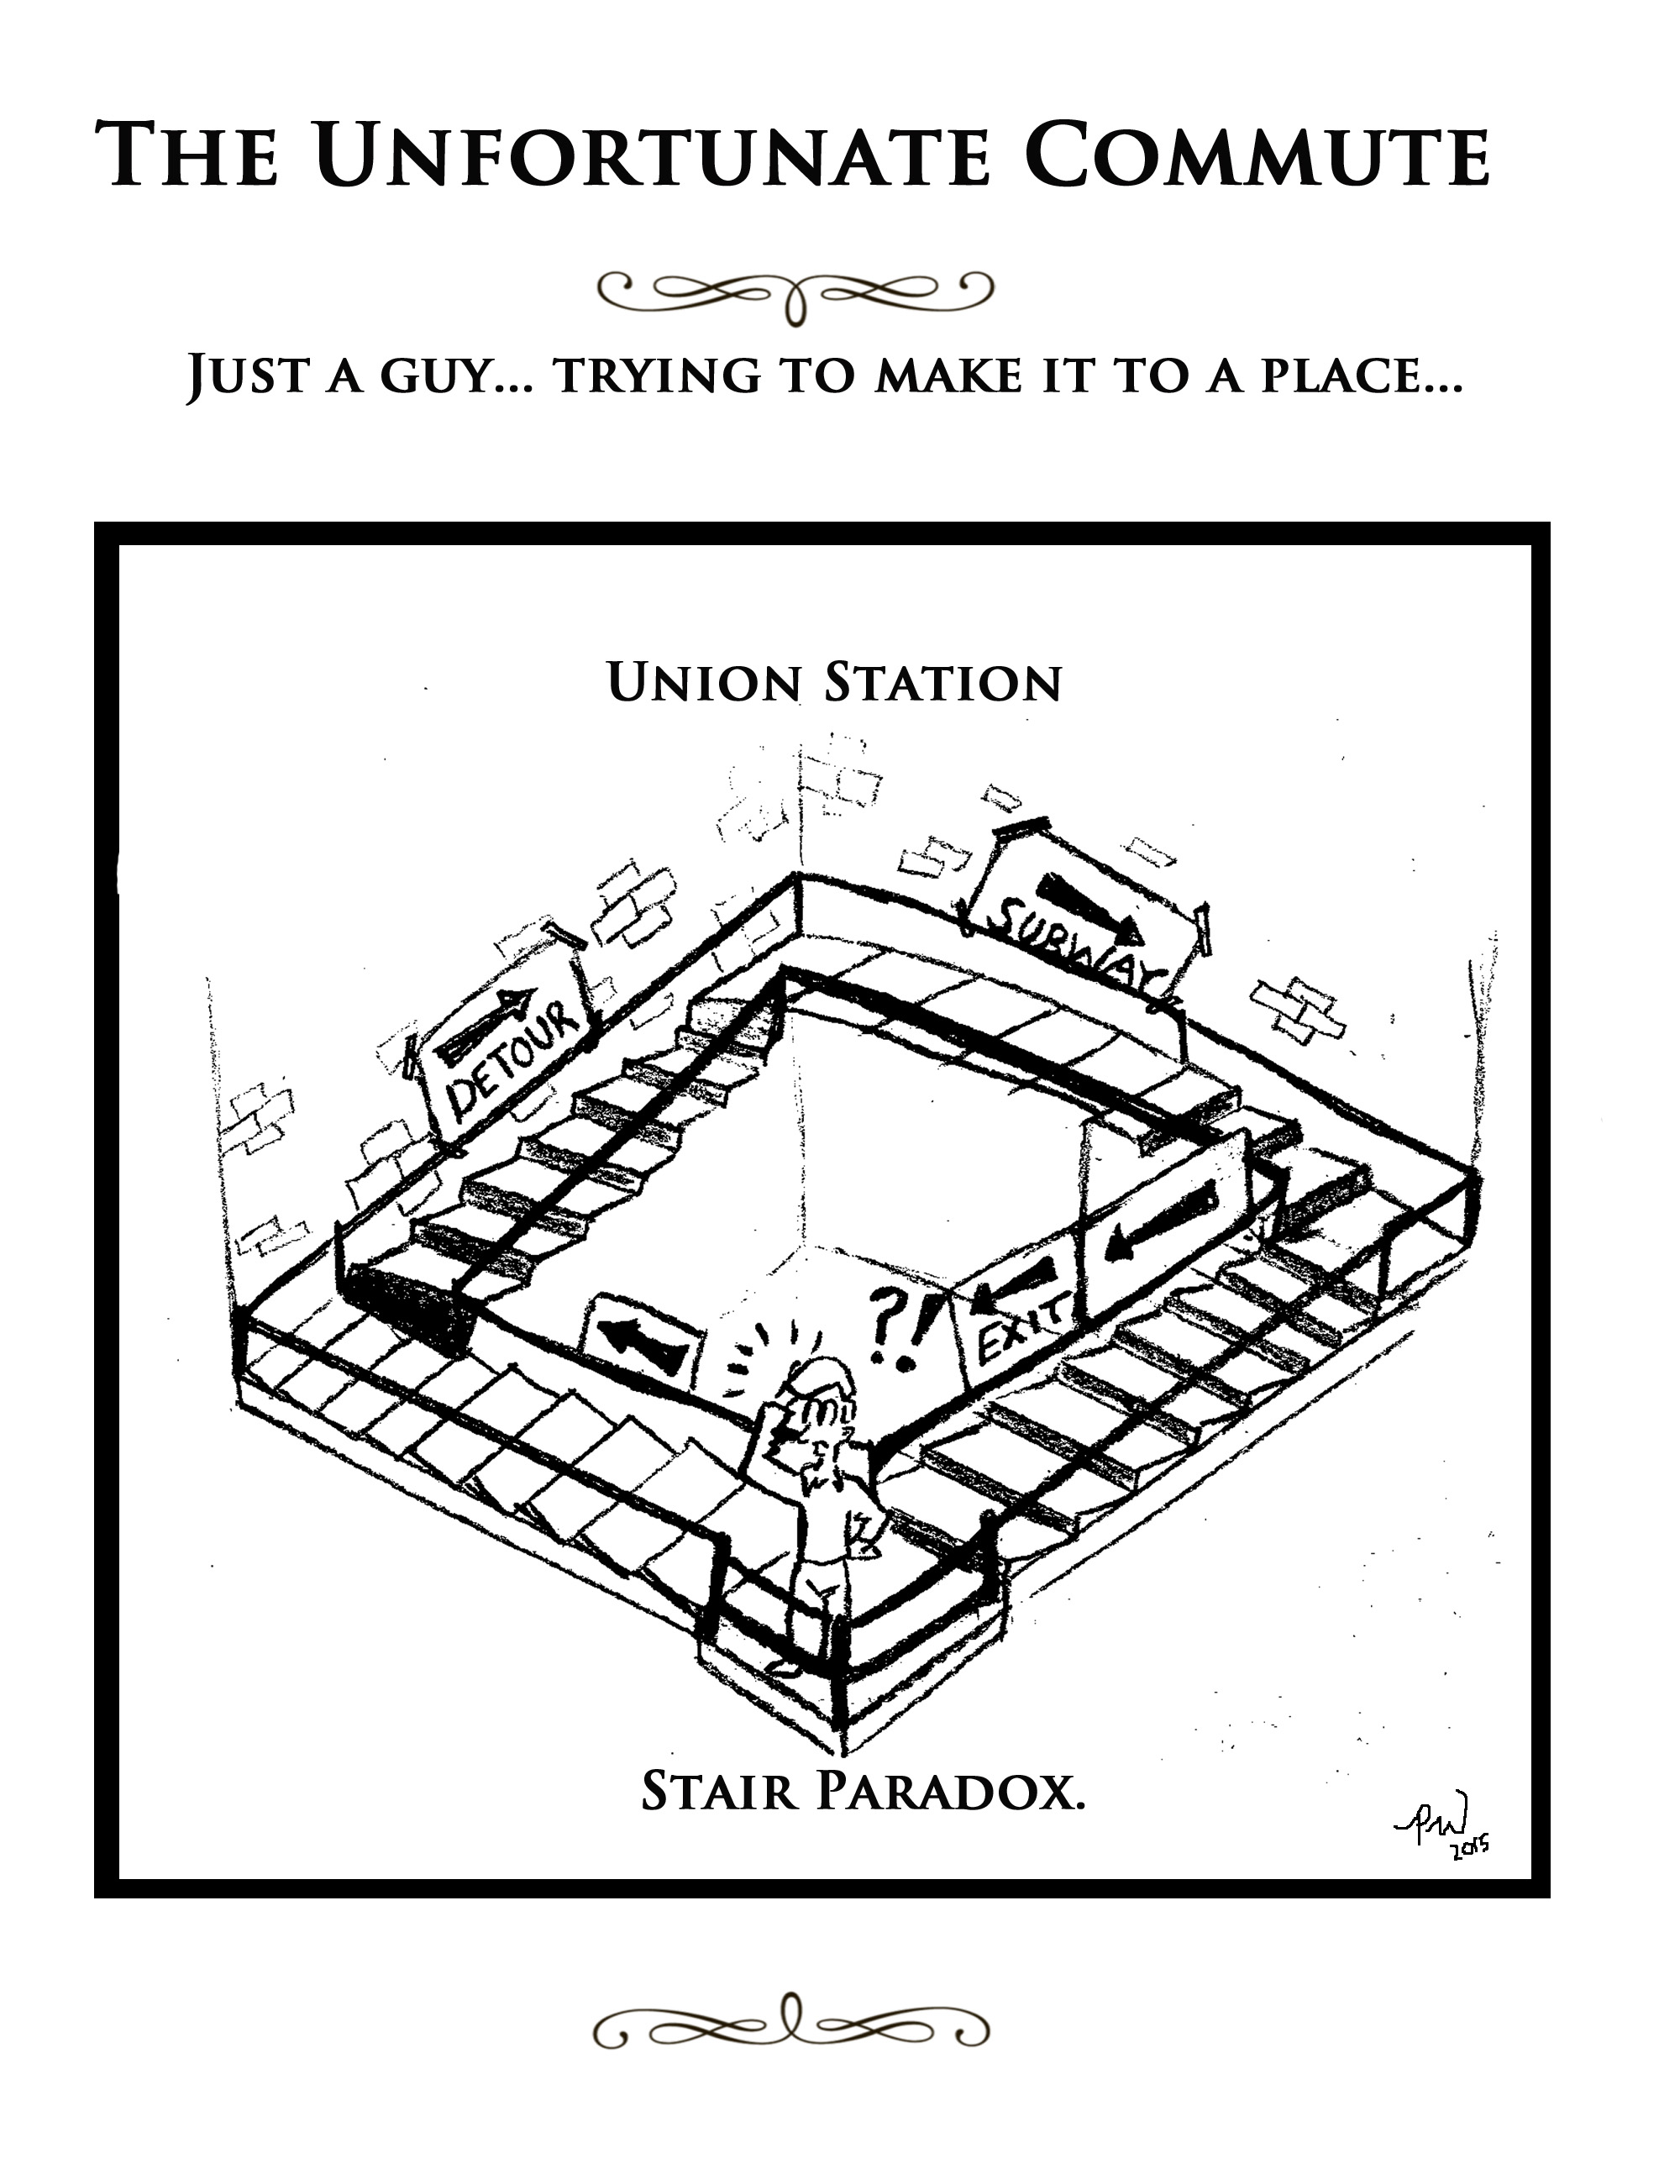 The Unfortunate Commute
Just a guy... trying to make it to a place...
Union Station
SUBWAY
DETOUR
?!
EXIT
Stair Paradox.
PW
2015